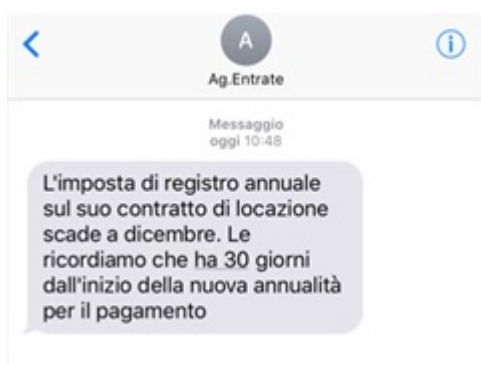 A
Ag.Entrate
Messaggio
oggi 10:48
L'imposta di registro annuale
sul suo contratto di locazione
scade a dicembre. Le
ricordiamo che ha 30 giorni
dall'inizio della nuova annualità
per il pagamento